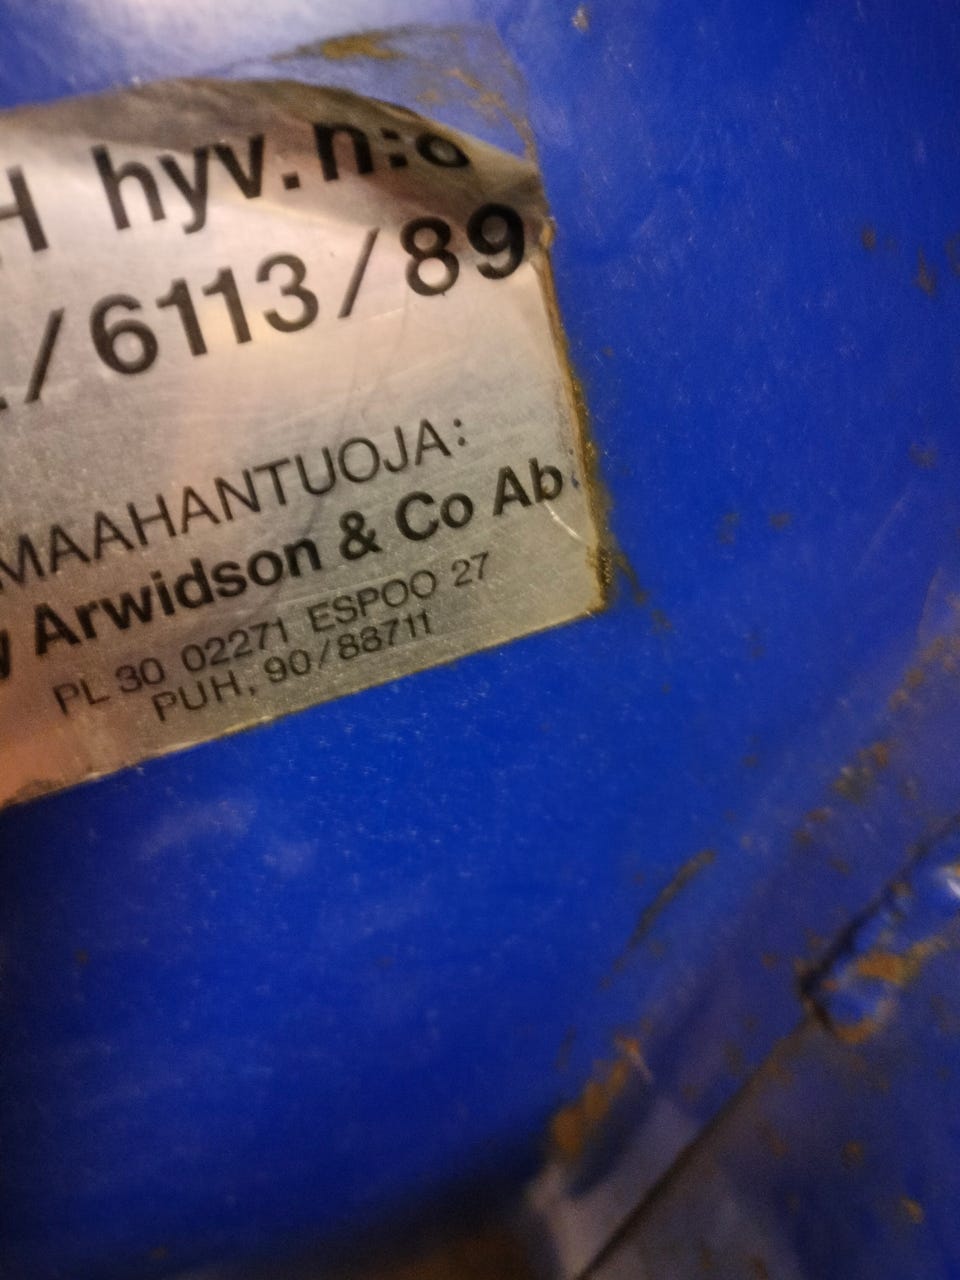 H hyv. n:o
/6113/89
MAAHANTUOJA:
Arwidson & Co Ab
PL 30 02271 ESPOO 27
PUH. 90/88711